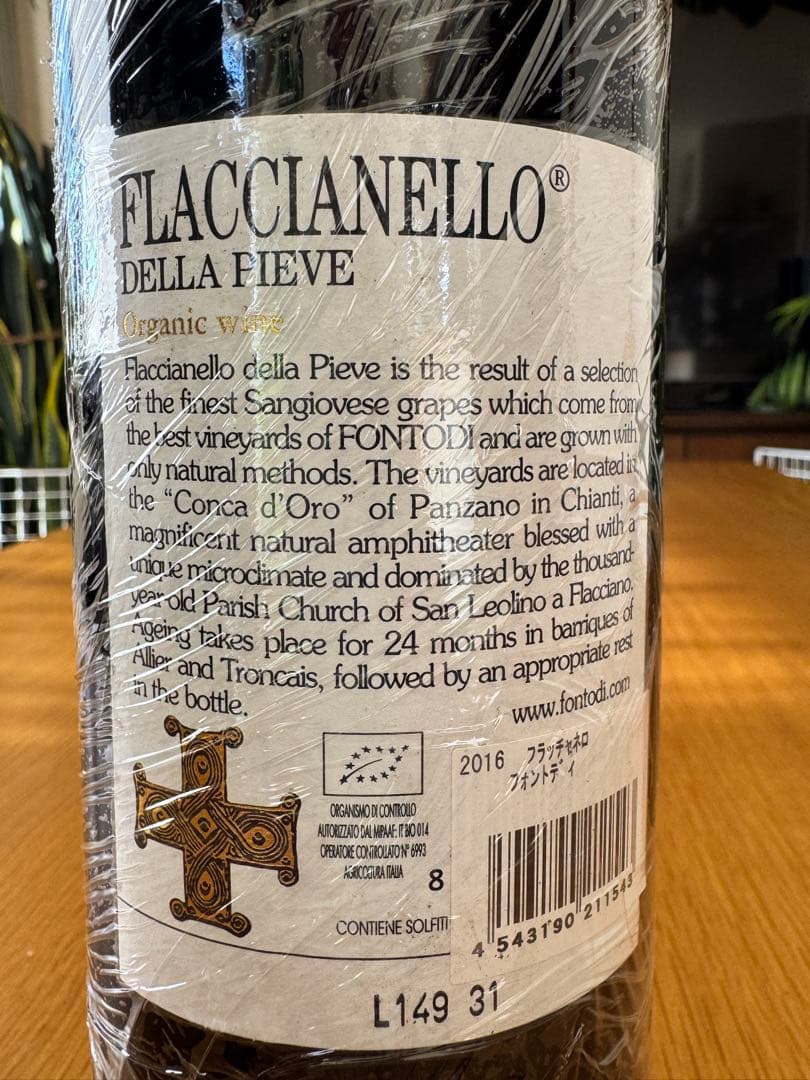 FLACCIANELLO®
DELLA PIEVE
Organic wine
Flaccianello della Pieve is the result of a selection
of the finest Sangiovese grapes which come from
the best vineyards of FONTODI and are grown with
only natural methods. The vineyards are located in
the “Conca d’Oro” of Panzano in Chianti, a
magnificent natural amphitheater blessed with a
unique microclimate and dominated by the thousand-
year-old Parish Church of San Leolino a Flacciano.
Ageing takes place for 24 months in barriques of
Allier and Troncais, followed by an appropriate rest
in the bottle.
www.fontodi.com
ORGANISMO DI CONTROLLO
AUTORIZZATO DAL MIPAAF: IT BIO 014
OPERATORE CONTROLLATO N° 6993
AGRICOLTURA ITALIA
8
CONTIENE SOLFITI
2016 フラッチャネロ
フォンテディ
4 543190 211543
L149 31